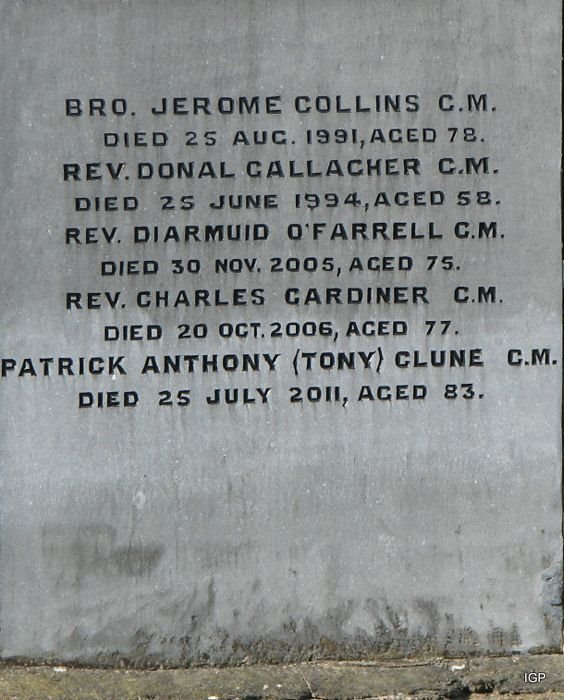 BRO. JEROME COLLINS C.M.
DIED 25 AUG. 1991, AGED 78.
REV. DONAL GALLAGHER C.M.
DIED 25 JUNE 1994, AGED 58.
REV. DIARMUID O'FARRELL C.M.
DIED 30 NOV. 2005, AGED 75.
REV. CHARLES GARDINER C.M.
DIED 20 OCT. 2006, AGED 77.
PATRICK ANTHONY (TONY) CLUNE C.M.
DIED 25 JULY 2011, AGED 83.
IGP